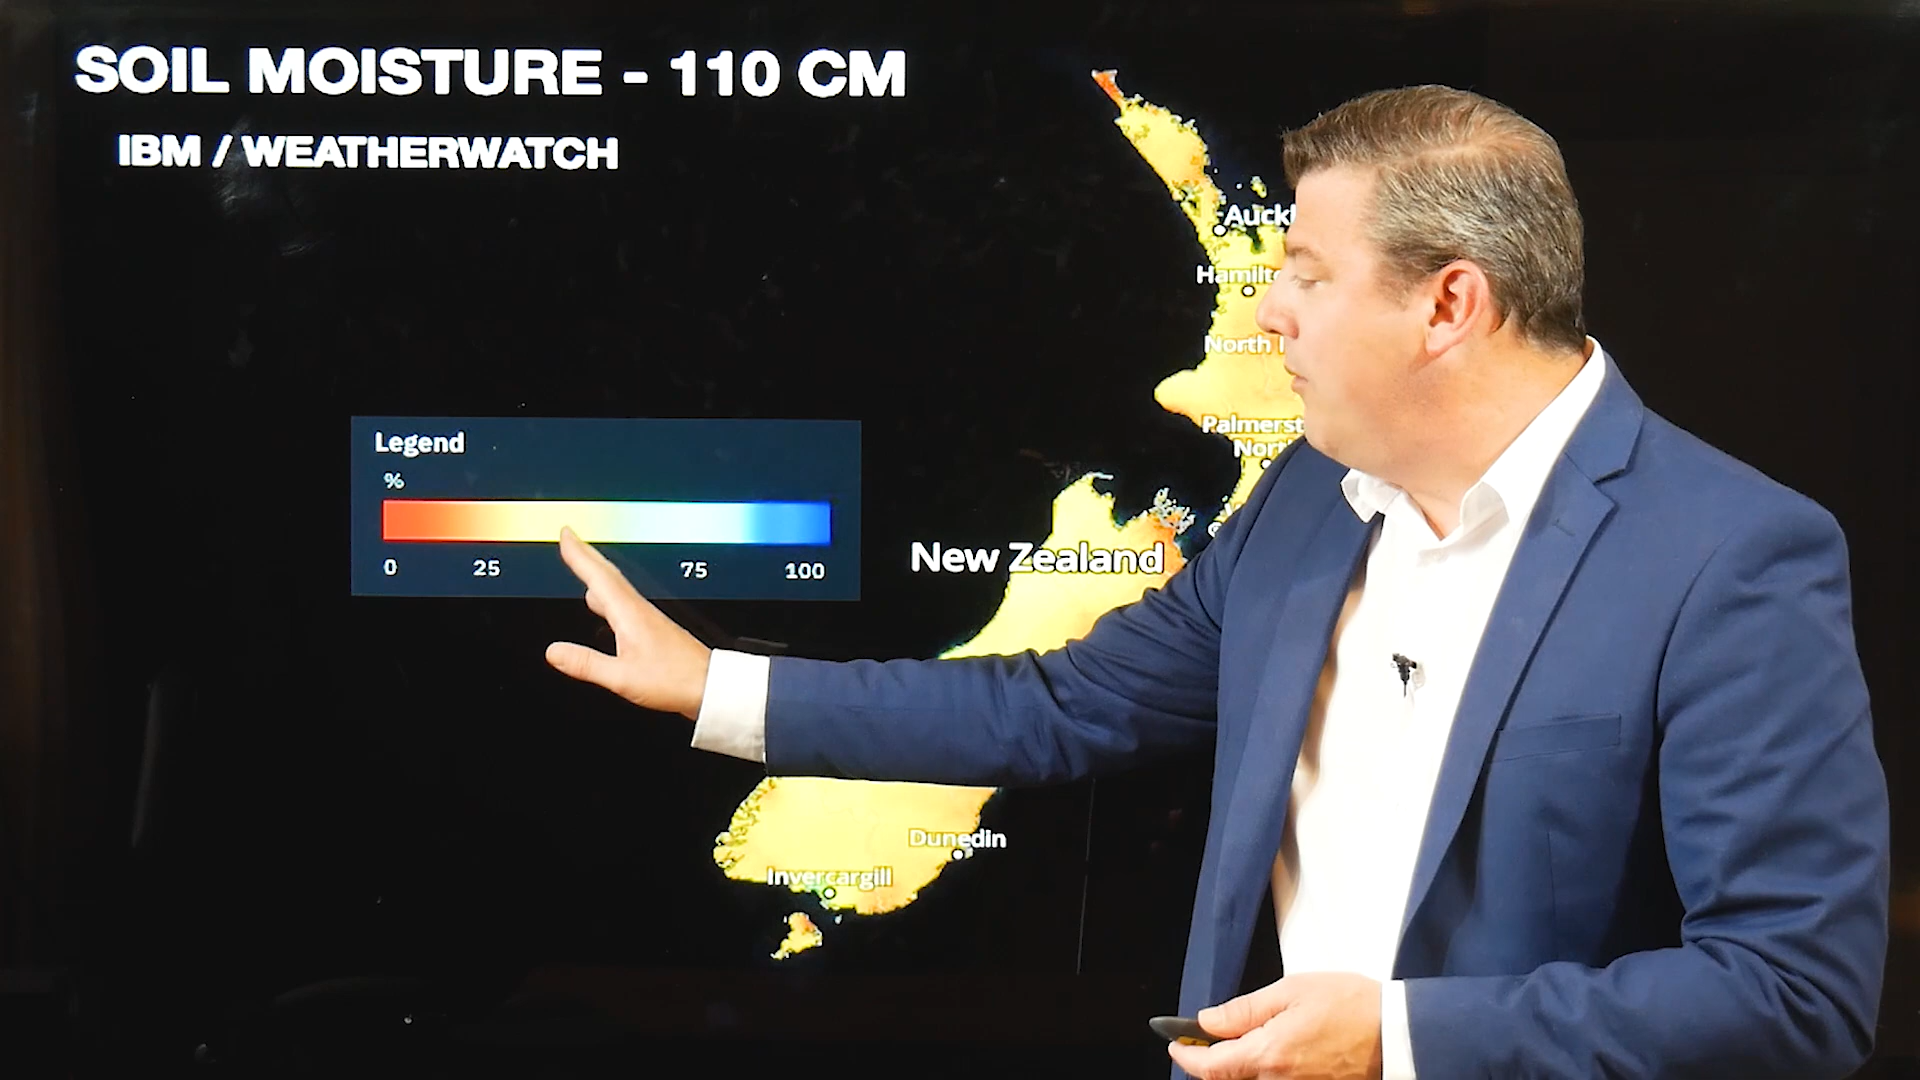 SOIL MOISTURE - 110 CM
IBM / WEATHERWATCH
Legend
%
0 25 75 100
New Zealand
Dunedin
Invercargill